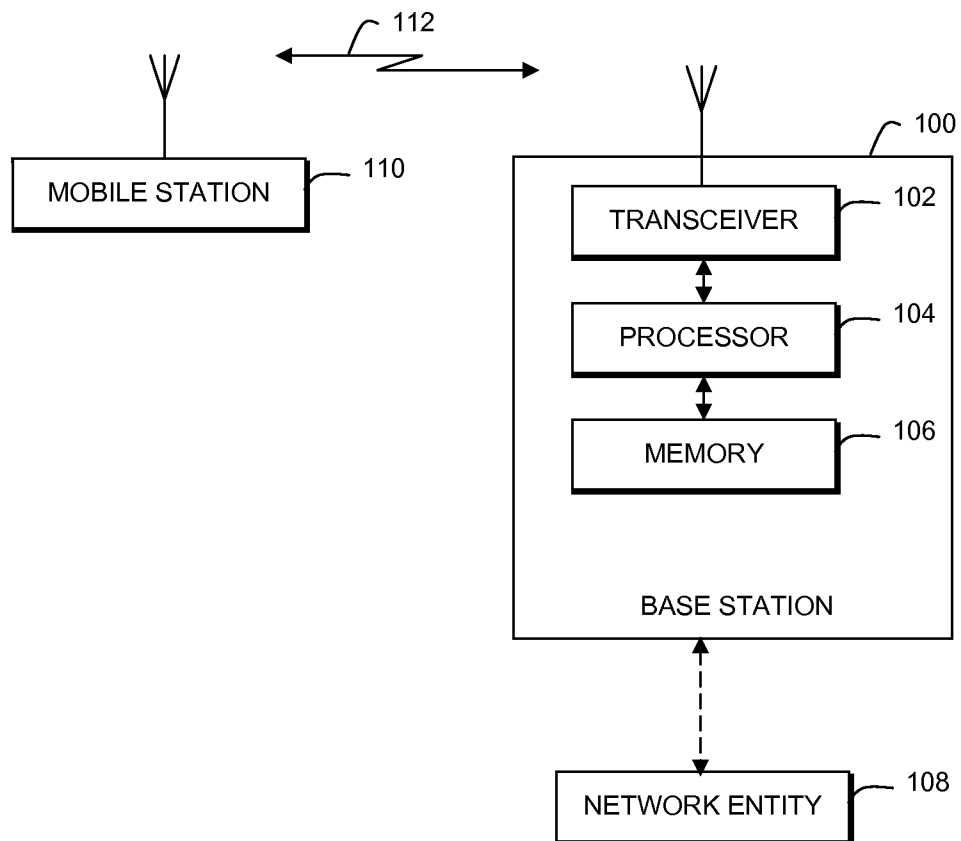 112
100
MOBILE STATION
110
TRANSCEIVER
102
PROCESSOR
104
MEMORY
106
BASE STATION
NETWORK ENTITY
108